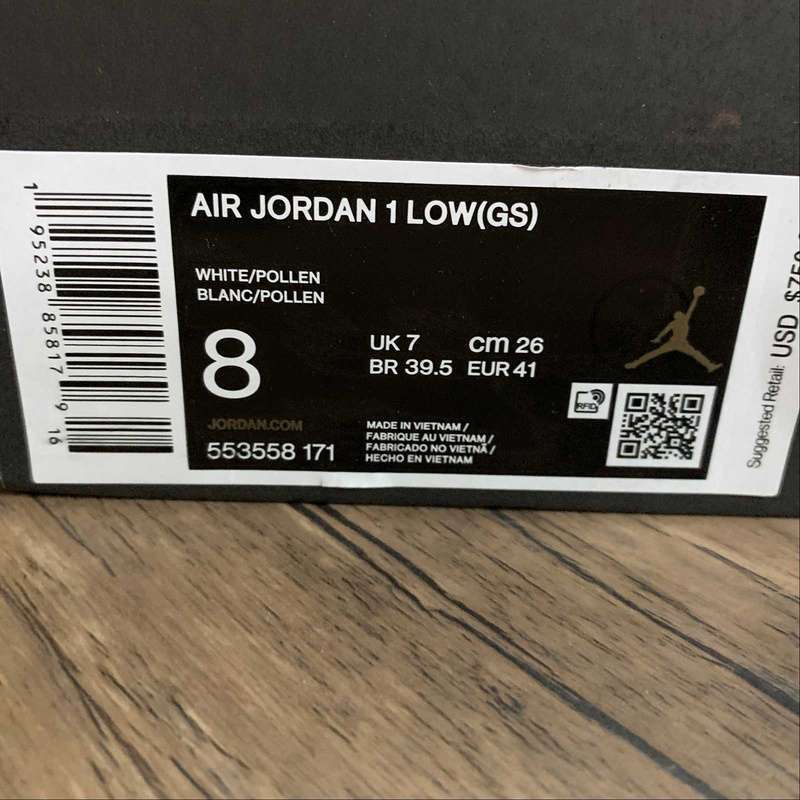 AIR JORDAN 1 LOW(GS)
WHITE/POLLEN
BLANC/POLLEN
8
UK 7 cm 26
BR 39.5 EUR 41
JORDAN.COM
553558 171
MADE IN VIETNAM /
FABRIQUE AU VIETNAM /
FABRICADO NO VIETNÃ /
HECHO EN VIETNAM
RFID
1 95238 85817 9 16
Suggested Retail: USD